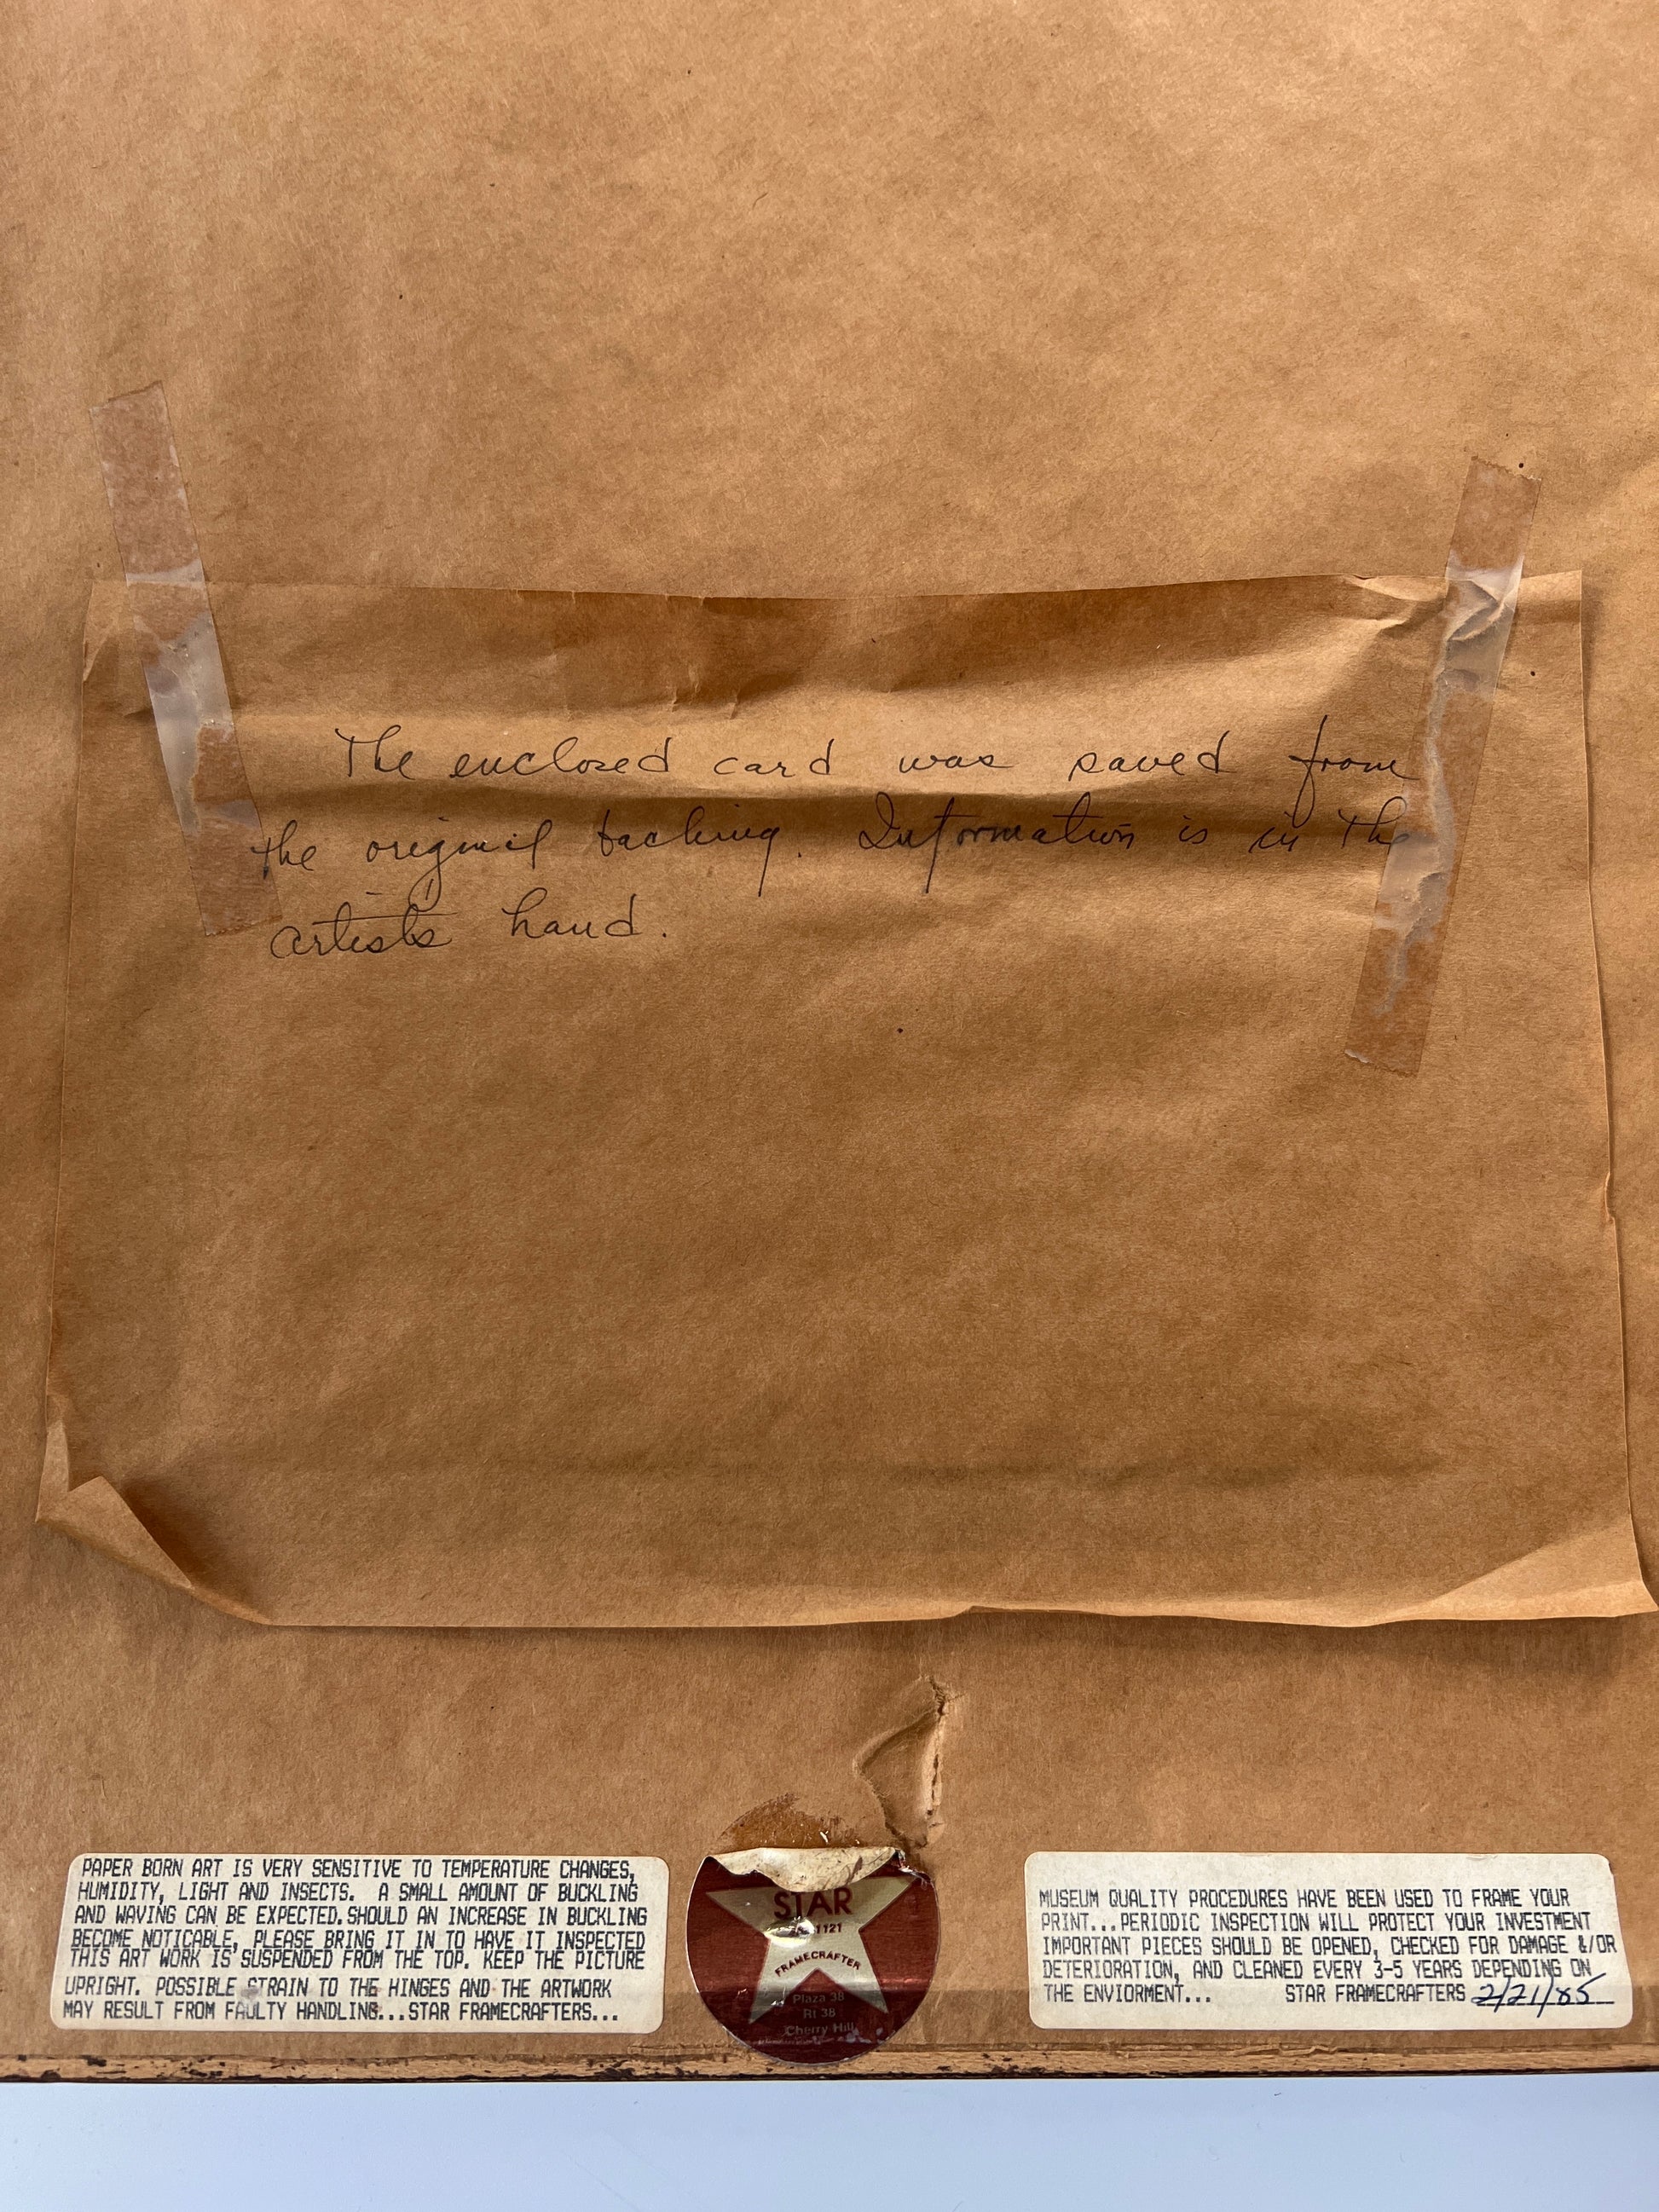 The enclosed card was saved from
the original backing. Information is in the
artists hand.
PAPER BORN ART IS VERY SENSITIVE TO TEMPERATURE CHANGES,
HUMIDITY, LIGHT AND INSECTS. A SMALL AMOUNT OF BUCKLING
AND WAVING CAN BE EXPECTED.SHOULD AN INCREASE IN BUCKLING
BECOME NOTICABLE, PLEASE BRING IT IN TO HAVE IT INSPECTED
THIS ART WORK IS SUSPENDED FROM THE TOP. KEEP THE PICTURE
UPRIGHT. POSSIBLE STRAIN TO THE HINGES AND THE ARTWORK
MAY RESULT FROM FAULTY HANDLING...STAR FRAMECRAFTERS...
STAR
1121
FRAMECRAFTER
Plaza 38
Rt 38
Cherry Hill
MUSEUM QUALITY PROCEDURES HAVE BEEN USED TO FRAME YOUR
PRINT...PERIODIC INSPECTION WILL PROTECT YOUR INVESTMENT
IMPORTANT PIECES SHOULD BE OPENED, CHECKED FOR DAMAGE &/OR
DETERIORATION, AND CLEANED EVERY 3-5 YEARS DEPENDING ON
THE ENVIORMENT... STAR FRAMECRAFTERS 2/21/85